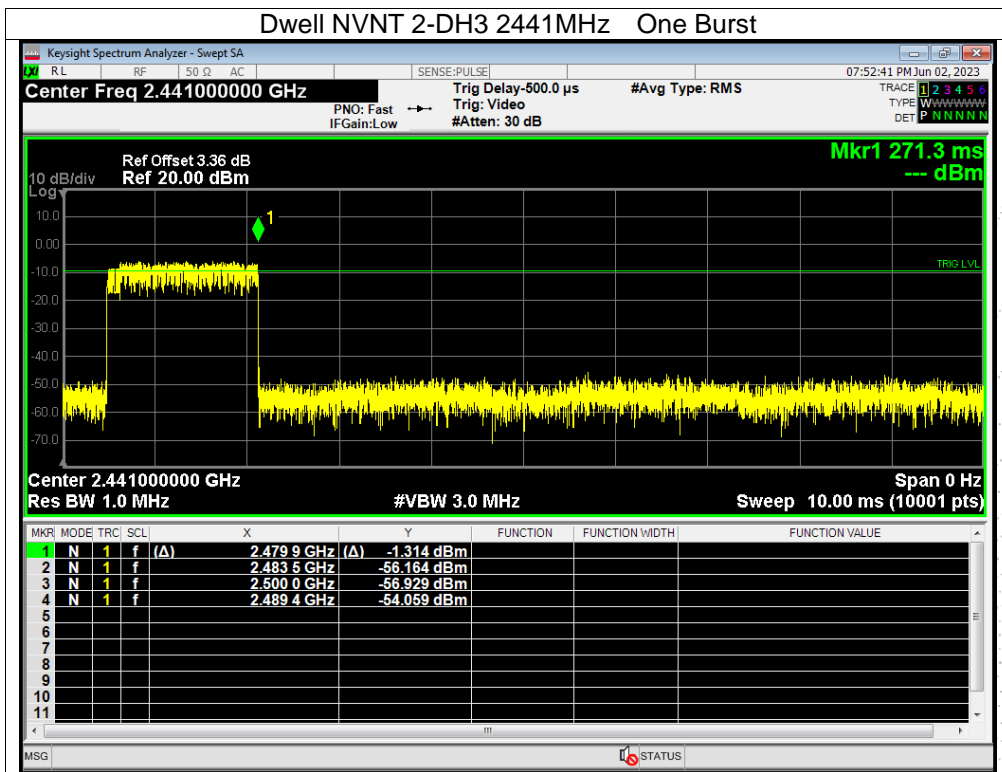 Dwell NVNT 2-DH3 2441MHz One Burst
Keysight Spectrum Analyzer - Swept SA
LXI RL RF 50 Ω AC SENSE:PULSE 07:52:41 PM Jun 02, 2023
Center Freq 2.441000000 GHz
PNO: Fast
IFGain:Low
Trig Delay-500.0 µs
Trig: Video
#Atten: 30 dB
#Avg Type: RMS
TRACE 1 2 3 4 5 6
TYPE WWWWWWW
DET P N N N N N
Mkr1 271.3 ms
--- dBm
Ref Offset 3.36 dB
10 dB/div Ref 20.00 dBm
Log
1
10.0
0.00
-10.0
TRIG LVL
-20.0
-30.0
-40.0
-50.0
-60.0
-70.0
Center 2.441000000 GHz Span 0 Hz
Res BW 1.0 MHz #VBW 3.0 MHz Sweep 10.00 ms (10001 pts)
MKR MODE TRC SCL X Y FUNCTION FUNCTION WIDTH FUNCTION VALUE
1 N 1 f (Δ) 2.479 9 GHz (Δ) -1.314 dBm
2 N 1 f 2.483 5 GHz -56.164 dBm
3 N 1 f 2.500 0 GHz -56.929 dBm
4 N 1 f 2.489 4 GHz -54.059 dBm
5
6
7
8
9
10
11
MSG STATUS